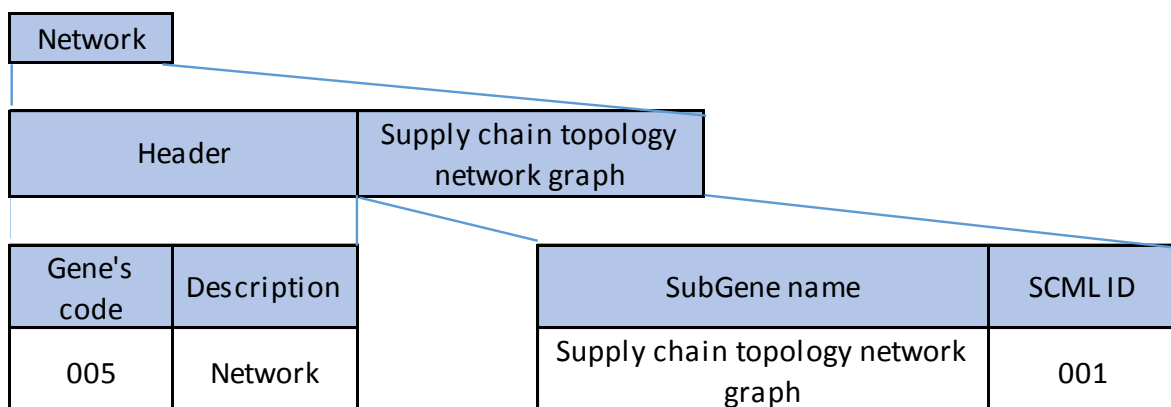 Network
Header
Supply chain topology
network graph
Gene's
code
Description
SubGene name
SCML ID
005
Network
Supply chain topology network
graph
001